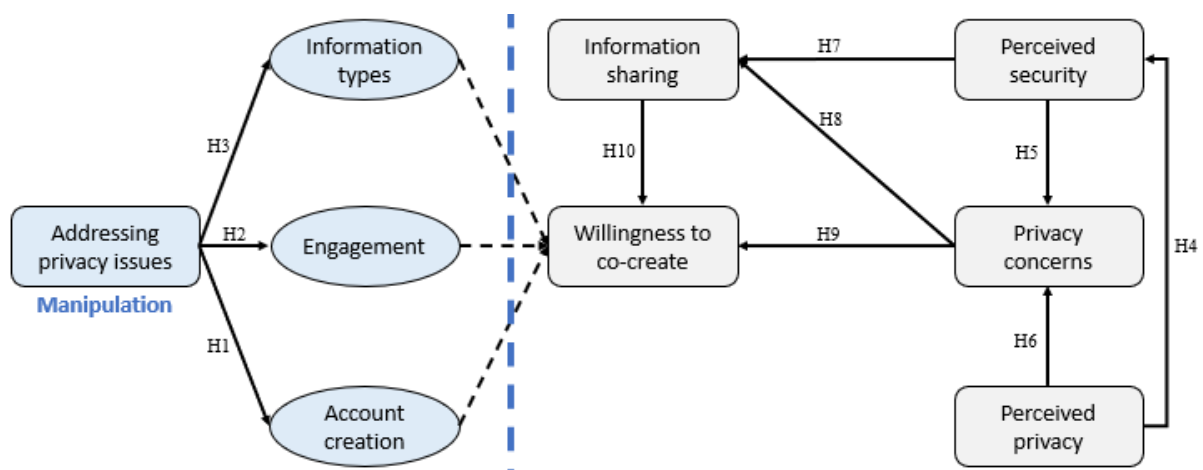 Information
types
Information
sharing
H7
Perceived
security
H3
H8
H10
H5
Addressing
privacy issues
H2
Engagement
Willingness to
co-create
H9
Privacy
concerns
H4
Manipulation
H1
H6
Account
creation
Perceived
privacy